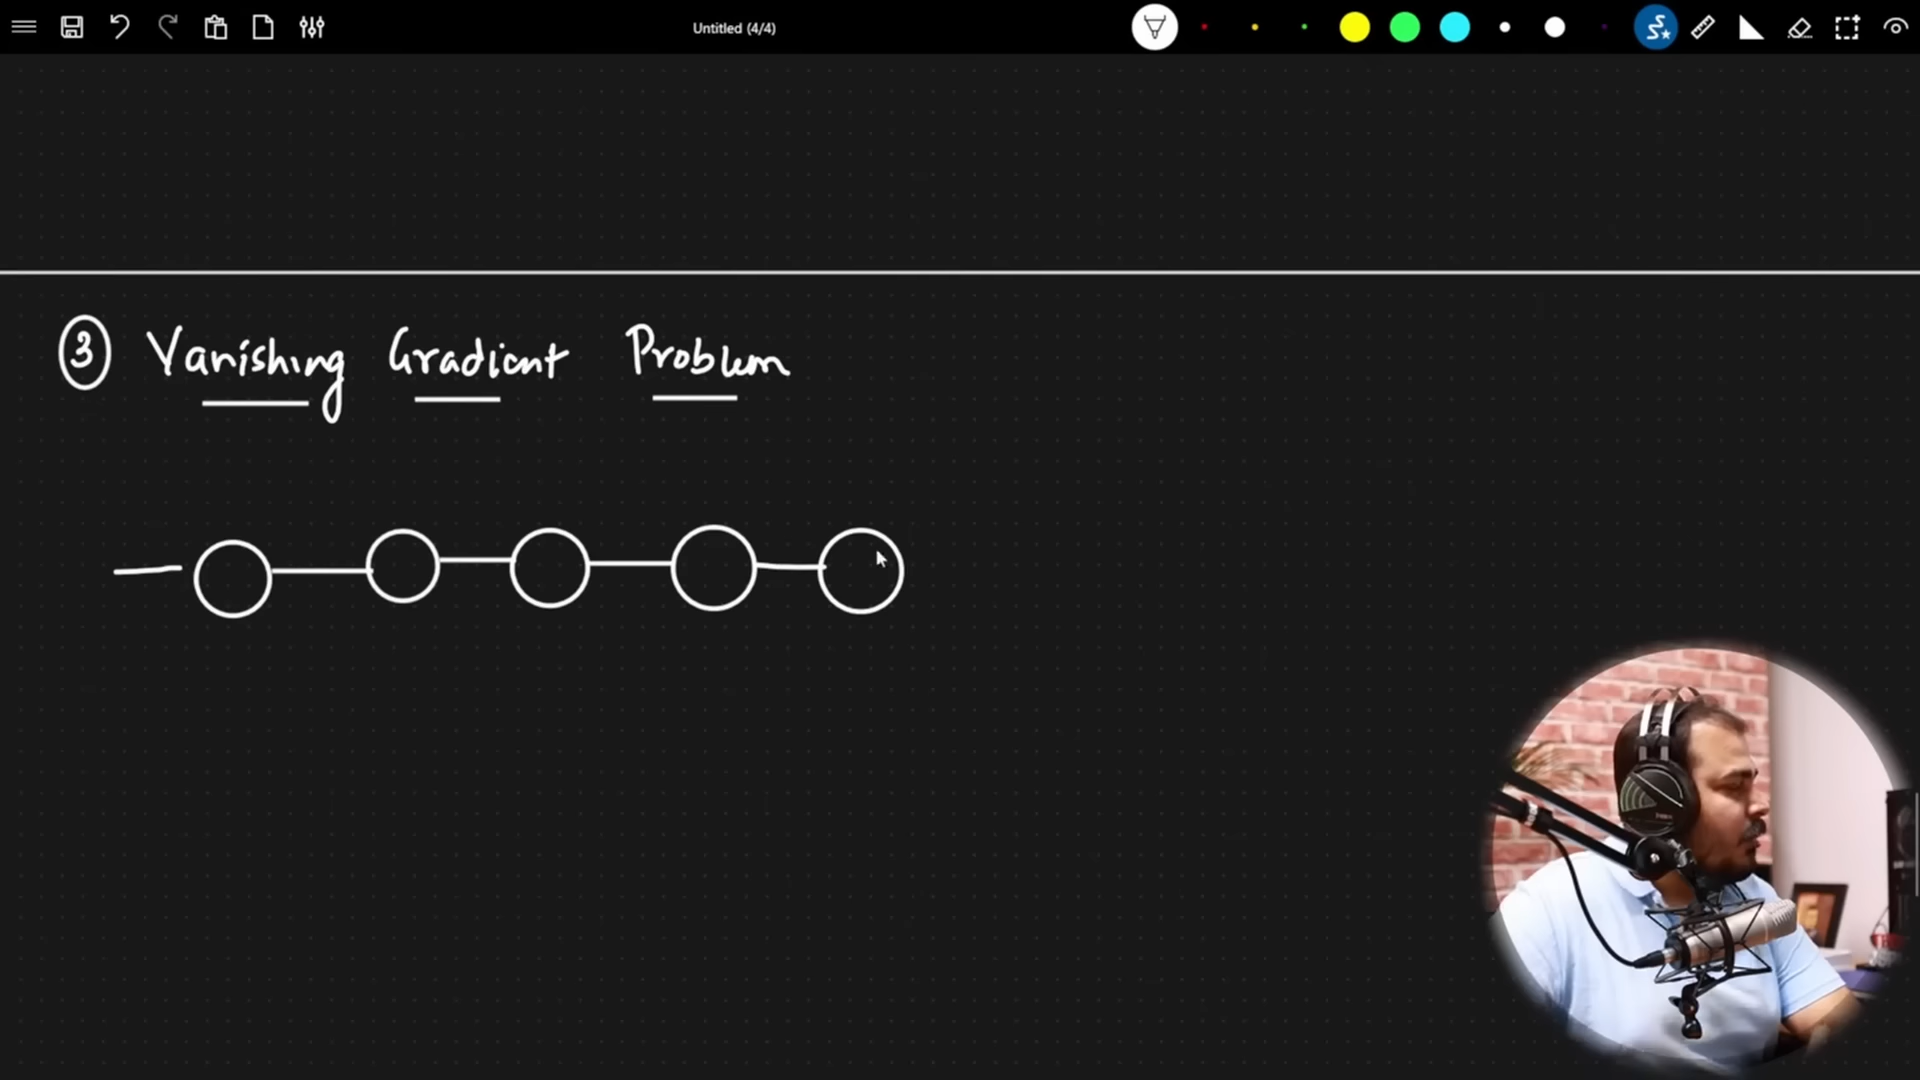 Untitled (4/4)
③ Vanishing Gradient Problem